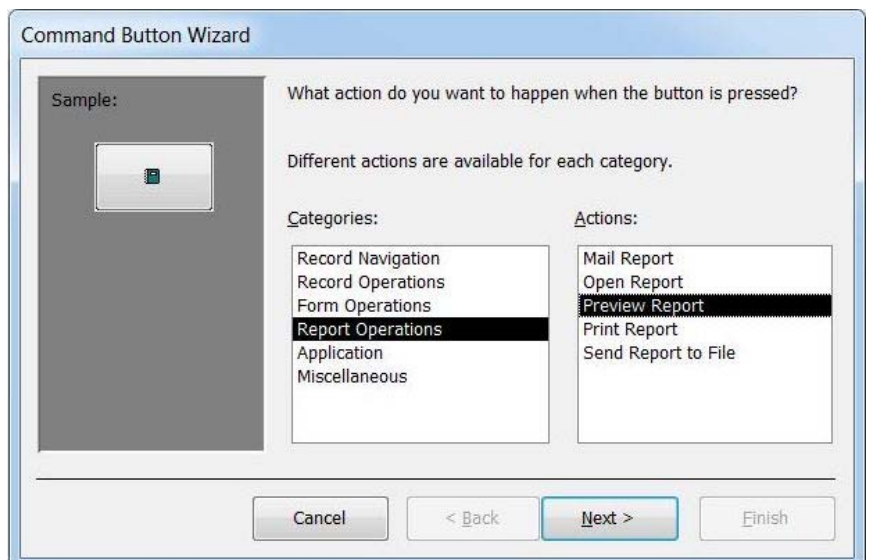 Command Button Wizard
Sample:
What action do you want to happen when the button is pressed?
Different actions are available for each category.
Categories:
Record Navigation
Record Operations
Form Operations
Report Operations
Application
Miscellaneous
Actions:
Mail Report
Open Report
Preview Report
Print Report
Send Report to File
Cancel
< Back
Next >
Finish